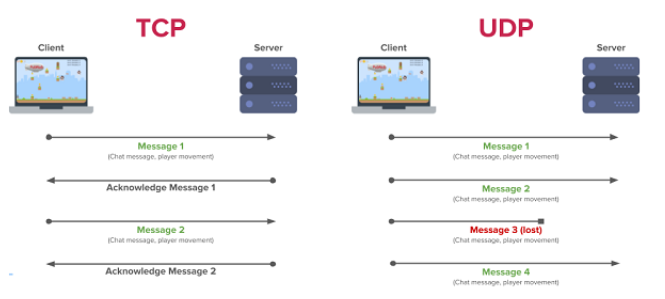 TCP
Client
Server
Message 1
(Chat message, player movement)
Acknowledge Message 1
Message 2
(Chat message, player movement)
Acknowledge Message 2
UDP
Client
Server
Message 1
(Chat message, player movement)
Message 2
(Chat message, player movement)
Message 3 (lost)
(Chat message, player movement)
Message 4
(Chat message, player movement)